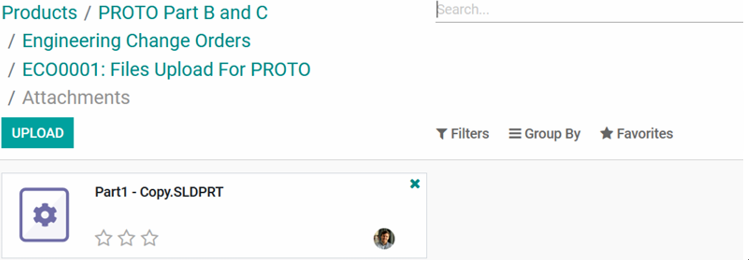 Products / PROTO Part B and C
/ Engineering Change Orders
/ ECO0001: Files Upload For PROTO
/ Attachments
Search...
UPLOAD
Filters Group By Favorites
Part1 - Copy.SLDPRT